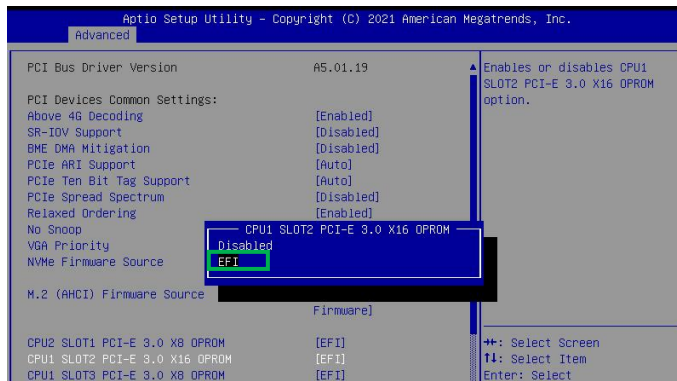 Aptio Setup Utility – Copyright (C) 2021 American Megatrends, Inc.
Advanced
PCI Bus Driver Version A5.01.19
PCI Devices Common Settings:
Above 4G Decoding [Enabled]
SR-IOV Support [Disabled]
BME DMA Mitigation [Disabled]
PCIe ARI Support [Auto]
PCIe Ten Bit Tag Support [Auto]
PCIe Spread Spectrum [Disabled]
Relaxed Ordering [Enabled]
No Snoop
VGA Priority
NVMe Firmware Source
M.2 (AHCI) Firmware Source
Firmware]
CPU2 SLOT1 PCI-E 3.0 X8 OPROM [EFI]
CPU1 SLOT2 PCI-E 3.0 X16 OPROM [EFI]
CPU1 SLOT3 PCI-E 3.0 X8 OPROM [EFI]
CPU1 SLOT2 PCI-E 3.0 X16 OPROM
Disabled
EFI
Enables or disables CPU1
SLOT2 PCI-E 3.0 X16 OPROM
option.
→←: Select Screen
↑↓: Select Item
Enter: Select